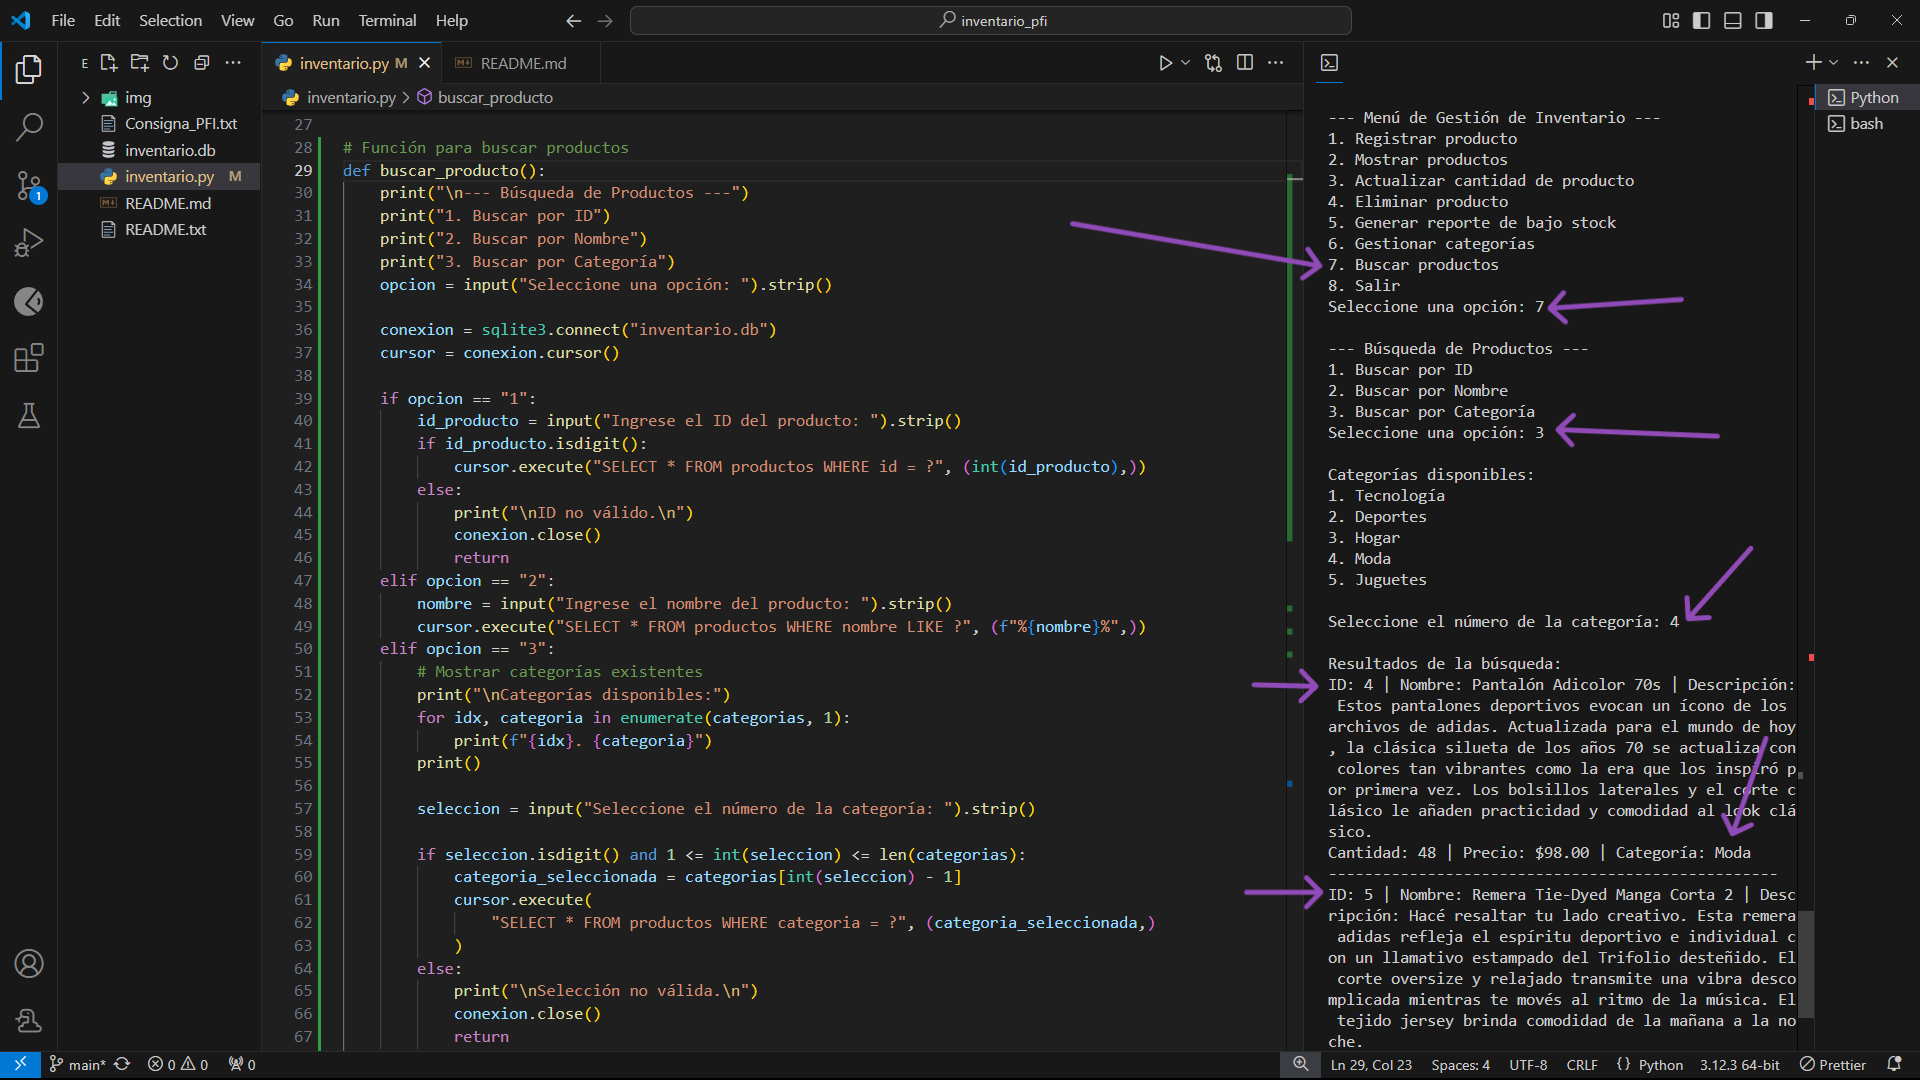 File Edit Selection View Go Run Terminal Help
inventario_pfi
E
img
Consigna_PFI.txt
inventario.db
inventario.py M
README.md
README.txt
1
inventario.py M
README.md
inventario.py > buscar_producto
27
28 # Función para buscar productos
29 def buscar_producto():
30 print("\n--- Búsqueda de Productos ---")
31 print("1. Buscar por ID")
32 print("2. Buscar por Nombre")
33 print("3. Buscar por Categoría")
34 opcion = input("Seleccione una opción: ").strip()
35
36 conexion = sqlite3.connect("inventario.db")
37 cursor = conexion.cursor()
38
39 if opcion == "1":
40 id_producto = input("Ingrese el ID del producto: ").strip()
41 if id_producto.isdigit():
42 cursor.execute("SELECT * FROM productos WHERE id = ?", (int(id_producto),))
43 else:
44 print("\nID no válido.\n")
45 conexion.close()
46 return
47 elif opcion == "2":
48 nombre = input("Ingrese el nombre del producto: ").strip()
49 cursor.execute("SELECT * FROM productos WHERE nombre LIKE ?", (f"%{nombre}%",))
50 elif opcion == "3":
51 # Mostrar categorías existentes
52 print("\nCategorías disponibles:")
53 for idx, categoria in enumerate(categorias, 1):
54 print(f"{idx}. {categoria}")
55 print()
56
57 seleccion = input("Seleccione el número de la categoría: ").strip()
58
59 if seleccion.isdigit() and 1 <= int(seleccion) <= len(categorias):
60 categoria_seleccionada = categorias[int(seleccion) - 1]
61 cursor.execute(
62 "SELECT * FROM productos WHERE categoria = ?", (categoria_seleccionada,)
63 )
64 else:
65 print("\nSelección no válida.\n")
66 conexion.close()
67 return
--- Menú de Gestión de Inventario ---
1. Registrar producto
2. Mostrar productos
3. Actualizar cantidad de producto
4. Eliminar producto
5. Generar reporte de bajo stock
6. Gestionar categorías
7. Buscar productos
8. Salir
Seleccione una opción: 7
--- Búsqueda de Productos ---
1. Buscar por ID
2. Buscar por Nombre
3. Buscar por Categoría
Seleccione una opción: 3
Categorías disponibles:
1. Tecnología
2. Deportes
3. Hogar
4. Moda
5. Juguetes
Seleccione el número de la categoría: 4
Resultados de la búsqueda:
ID: 4 | Nombre: Pantalón Adicolor 70s | Descripción:
Estos pantalones deportivos evocan un ícono de los
archivos de adidas. Actualizada para el mundo de hoy
, la clásica silueta de los años 70 se actualiza con
colores tan vibrantes como la era que los inspiró p
or primera vez. Los bolsillos laterales y el corte c
lásico le añaden practicidad y comodidad al look clá
sico.
Cantidad: 48 | Precio: $98.00 | Categoría: Moda
--------------------------------------------------
ID: 5 | Nombre: Remera Tie-Dyed Manga Corta 2 | Desc
ripción: Hacé resaltar tu lado creativo. Esta remera
adidas refleja el espíritu deportivo e individual c
on un llamativo estampado del Trifolio desteñido. El
corte oversize y relajado transmite una vibra desco
mplicada mientras te movés al ritmo de la música. El
tejido jersey brinda comodidad de la mañana a la no
che.
Python
bash
main* 0 0 0
Ln 29, Col 23 Spaces: 4 UTF-8 CRLF {} Python 3.12.3 64-bit Prettier